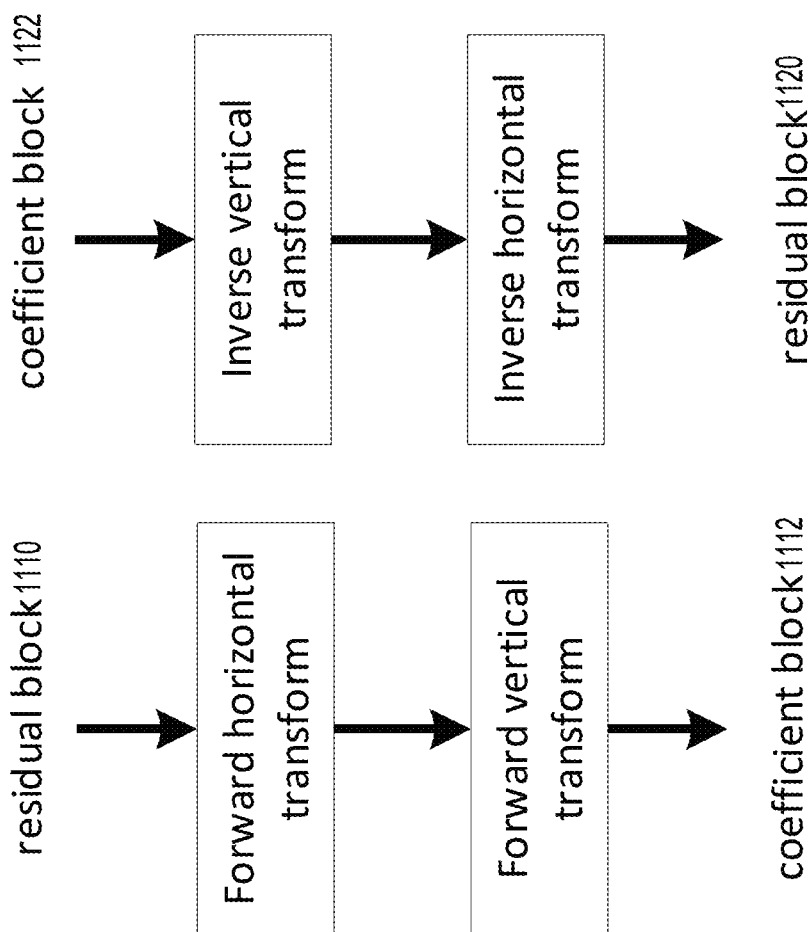 residual block1110
Forward horizontal
transform
Forward vertical
transform
coefficient block1112
coefficient block 1122
Inverse vertical
transform
Inverse horizontal
transform
residual block1120